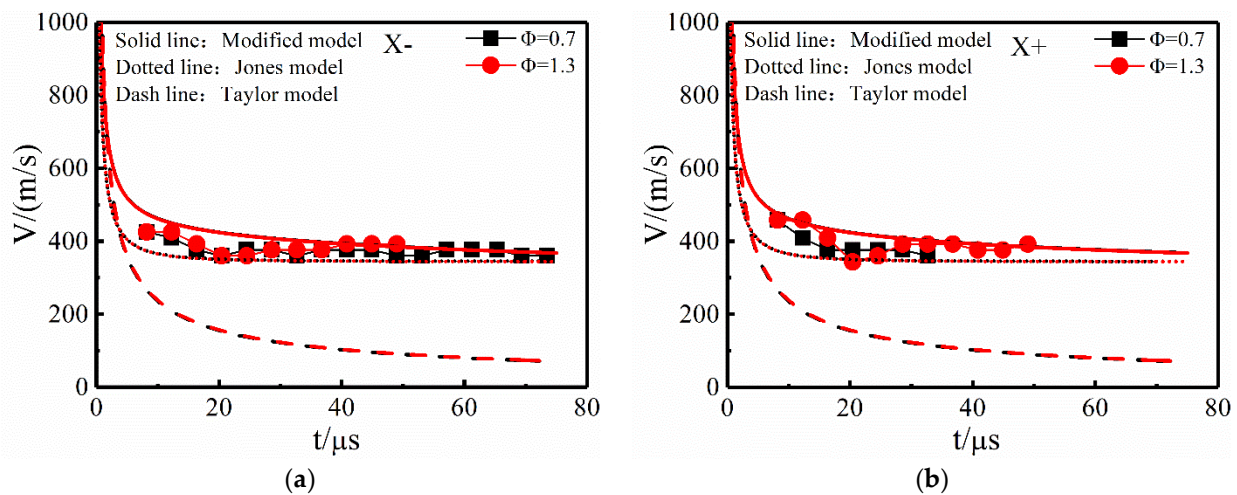 1000
800
600
400
200
0
V/(m/s)
Solid line：Modified model
Dotted line：Jones model
Dash line：Taylor model
X-
Φ=0.7
Φ=1.3
0 20 40 60 80
t/μs
(a)
1000
800
600
400
200
0
V/(m/s)
Solid line：Modified model
Dotted line：Jones model
Dash line：Taylor model
X+
Φ=0.7
Φ=1.3
0 20 40 60 80
t/μs
(b)